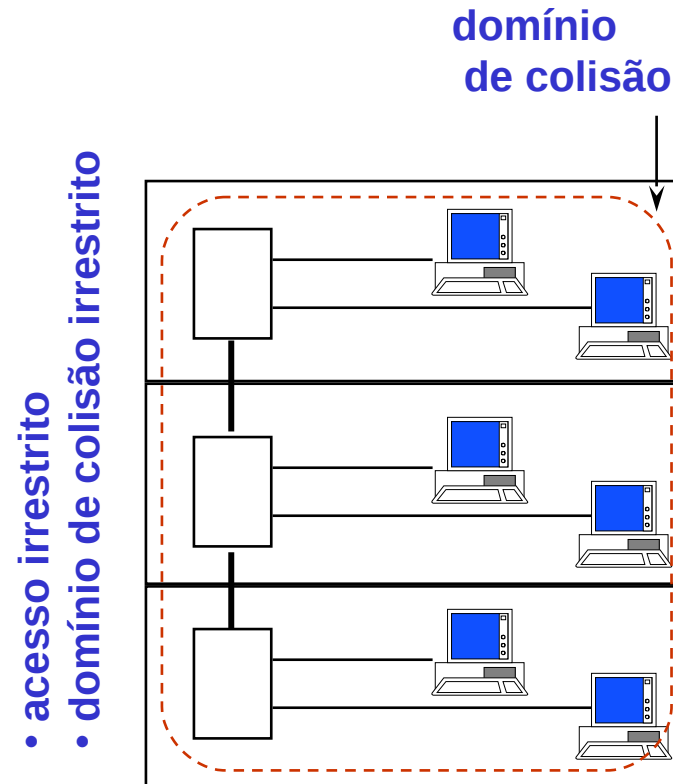 domínio
de colisão
• acesso irrestrito
• domínio de colisão irrestrito